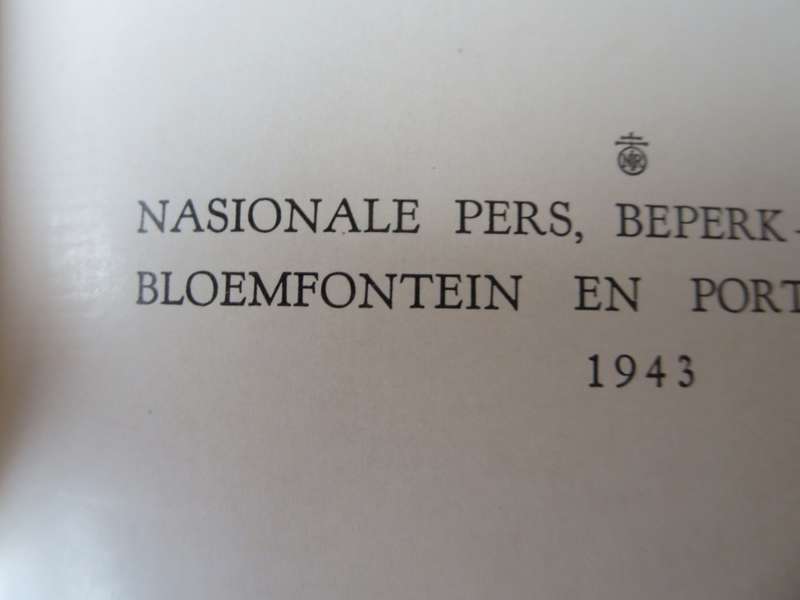 NASIONALE PERS, BEPERK —
BLOEMFONTEIN EN PORT
1943